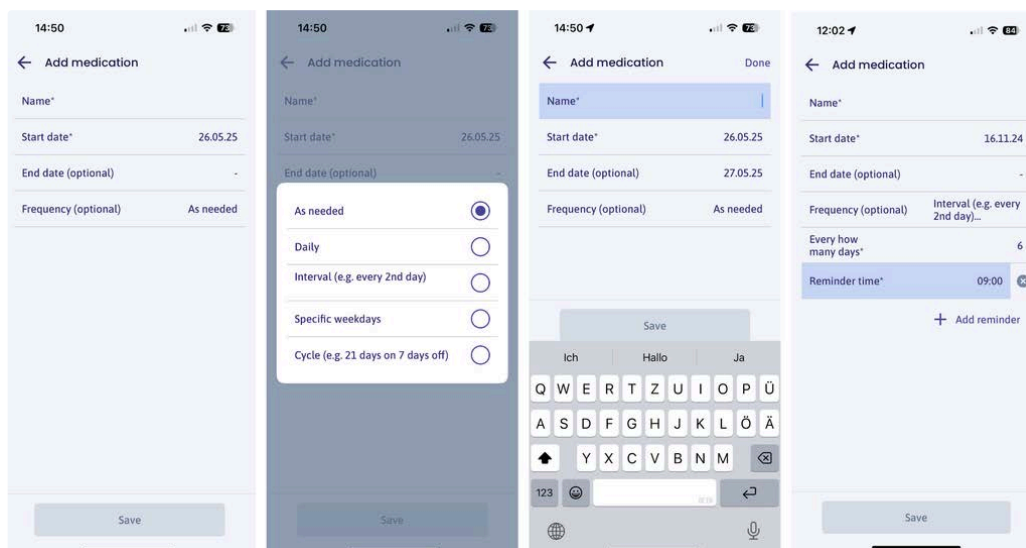 14:50
73
← Add medication
Name*
Start date* 26.05.25
End date (optional) -
Frequency (optional) As needed
Save
14:50
73
← Add medication
Name*
Start date* 26.05.25
End date (optional) -
As needed
Daily
Interval (e.g. every 2nd day)
Specific weekdays
Cycle (e.g. 21 days on 7 days off)
Save
14:50
73
← Add medication Done
Name*
Start date* 26.05.25
End date (optional) 27.05.25
Frequency (optional) As needed
Save
Ich Hallo Ja
Q W E R T Z U I O P Ü
A S D F G H J K L Ö Ä
Y X C V B N M
123
12:02
84
← Add medication
Name*
Start date* 16.11.24
End date (optional) -
Frequency (optional) Interval (e.g. every
2nd day)...
Every how
many days* 6
Reminder time* 09:00
+ Add reminder
Save